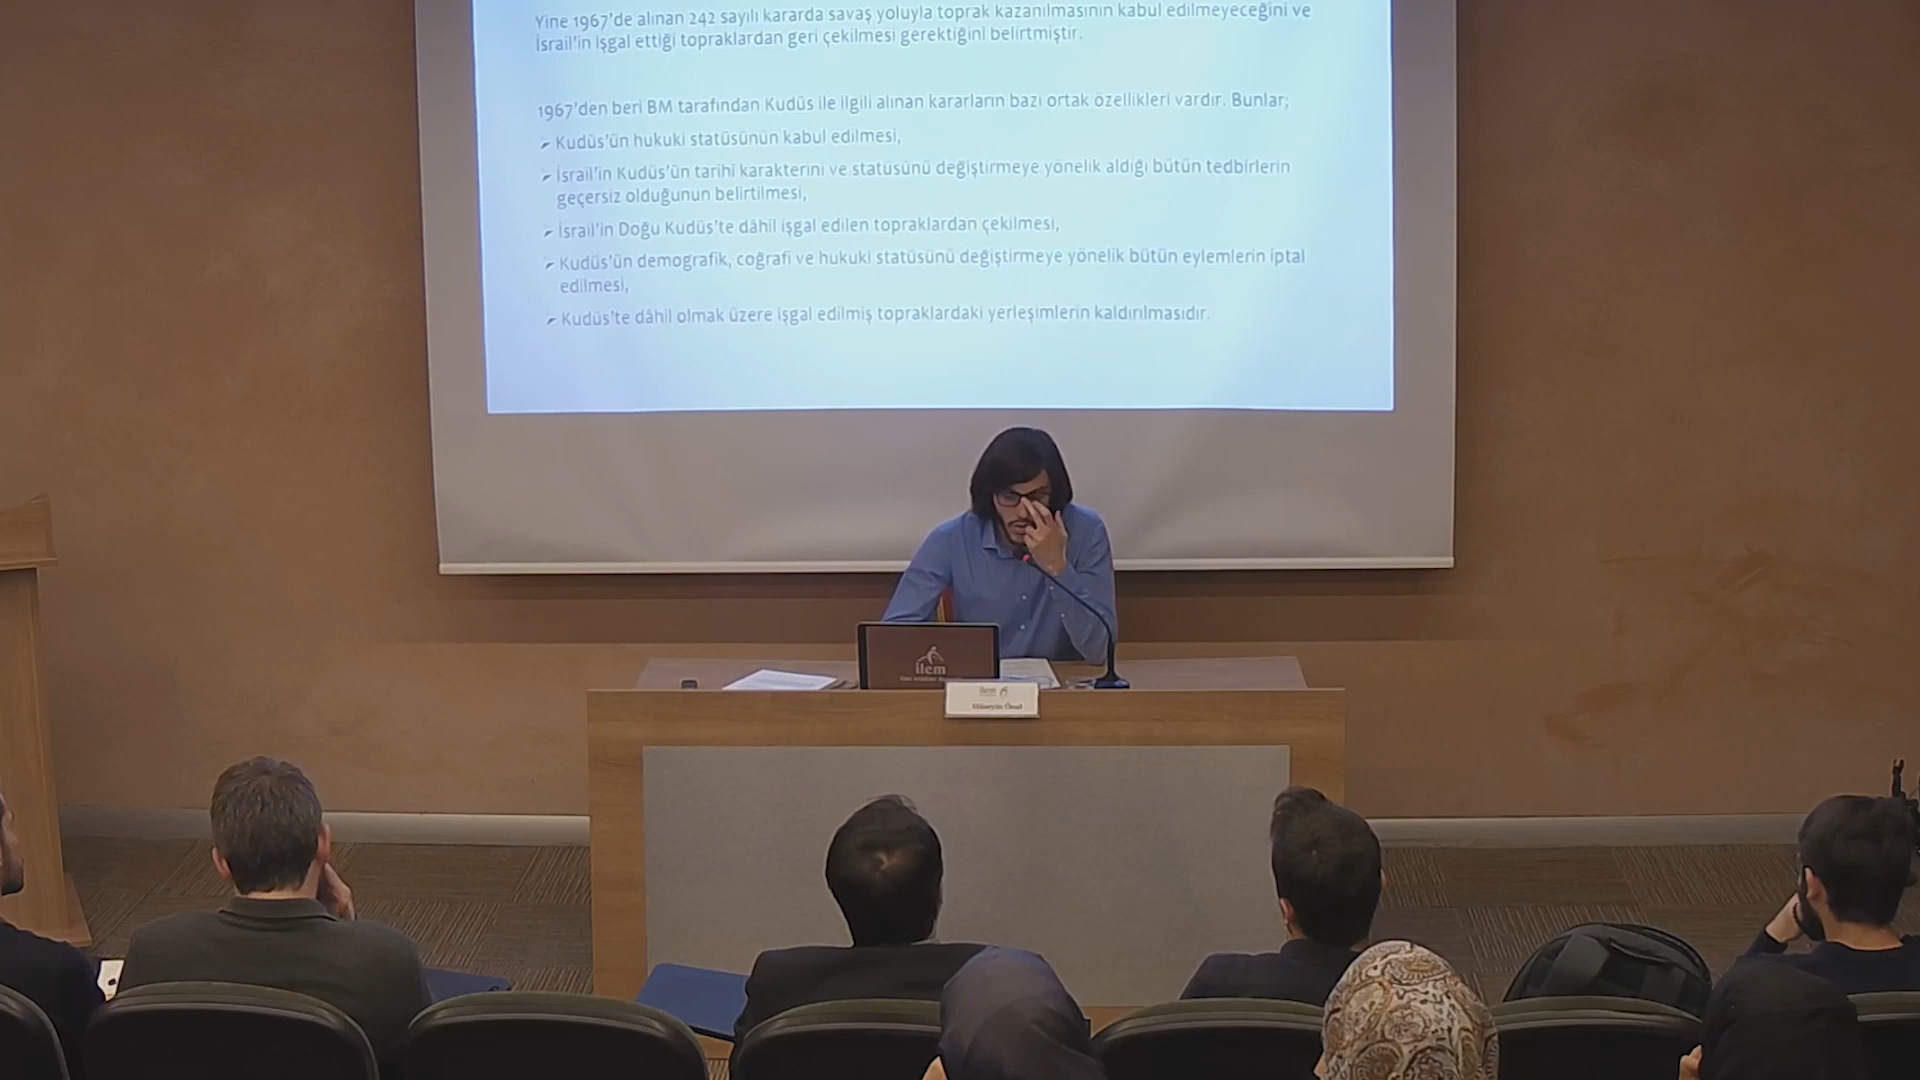 Yine 1967'de alınan 242 sayılı kararda savaş yoluyla toprak kazanılmasının kabul edilmeyeceğini ve
İsrail'in işgal ettiği topraklardan geri çekilmesi gerektiğini belirtmiştir.
1967'den beri BM tarafından Kudüs ile ilgili alınan kararların bazı ortak özellikleri vardır. Bunlar;
➢ Kudüs'ün hukuki statüsünün kabul edilmesi,
➢ İsrail'in Kudüs'ün tarihî karakterini ve statüsünü değiştirmeye yönelik aldığı bütün tedbirlerin
geçersiz olduğunun belirtilmesi,
➢ İsrail'in Doğu Kudüs'te dâhil işgal edilen topraklardan çekilmesi,
➢ Kudüs'ün demografik, coğrafi ve hukuki statüsünü değiştirmeye yönelik bütün eylemlerin iptal
edilmesi,
➢ Kudüs'te dâhil olmak üzere işgal edilmiş topraklardaki yerleşimlerin kaldırılmasıdır.
ilem
ilem
Hüseyin Ünal